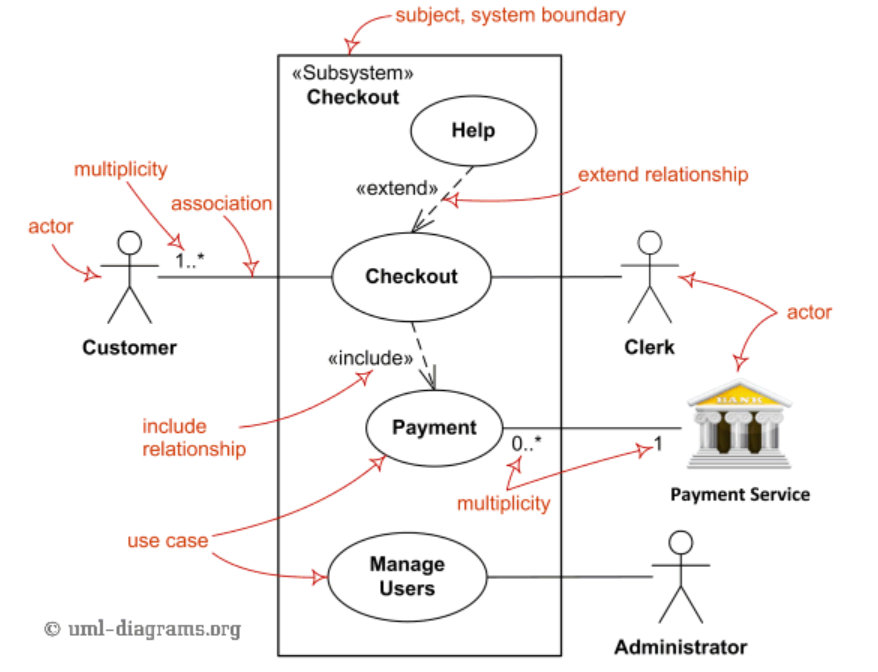 subject, system boundary
«Subsystem»
Checkout
Help
multiplicity
«extend»
extend relationship
association
actor
1..*
Checkout
actor
Customer
Clerk
«include»
BANK
include
relationship
Payment
0..*
1
multiplicity
Payment Service
use case
Manage
Users
© uml-diagrams.org
Administrator